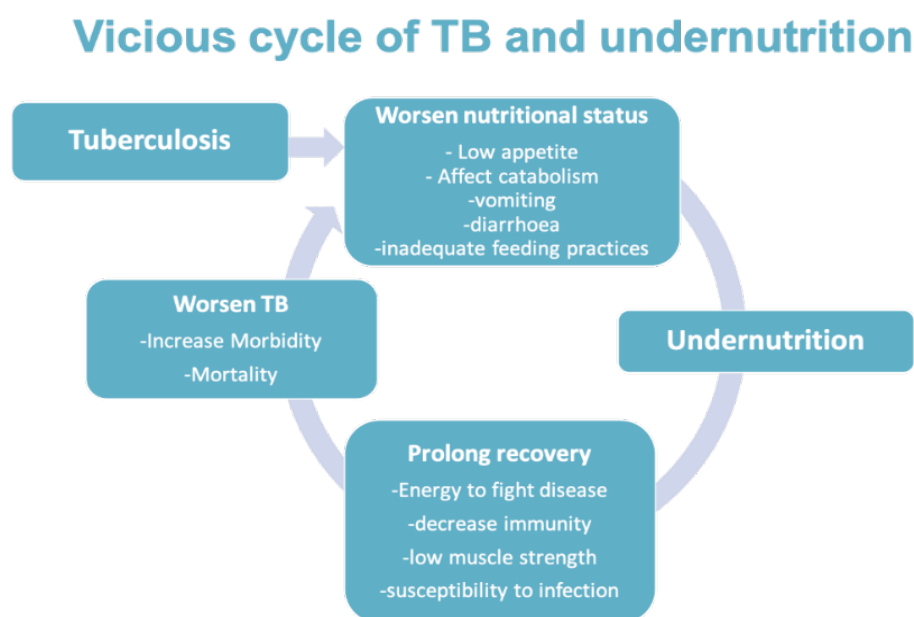 Vicious cycle of TB and undernutrition
Tuberculosis
Worsen nutritional status
- Low appetite
- Affect catabolism
-vomiting
-diarrhoea
-inadequate feeding practices
Undernutrition
Prolong recovery
-Energy to fight disease
-decrease immunity
-low muscle strength
-susceptibility to infection
Worsen TB
-Increase Morbidity
-Mortality